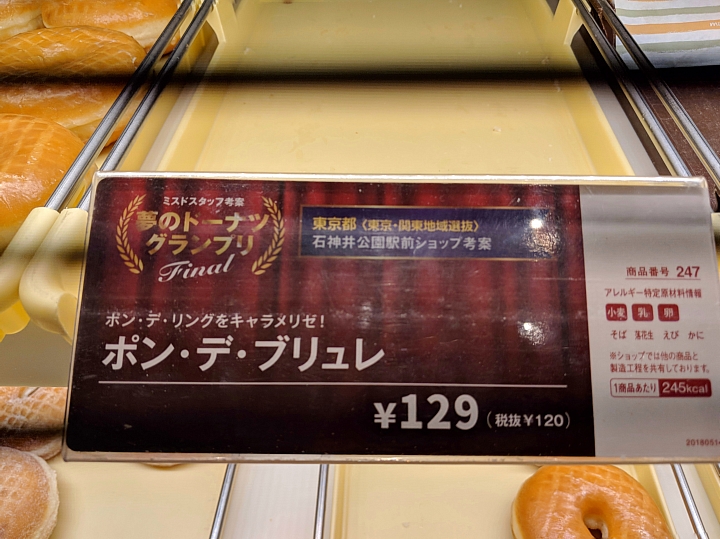 ミスドスタッフ考案
夢のドーナツ
グランプリ
Final
東京都〈東京・関東地域選抜〉
石神井公園駅前ショップ考案
ポン・デ・リングをキャラメリゼ!
ポン・デ・ブリュレ
¥129(税抜¥120)
商品番号 247
アレルギー特定原材料情報
小麦 乳 卵
そば 落花生 えび かに
※ショップでは他の商品と
製造工程を共有しております。
1商品あたり 245kcal